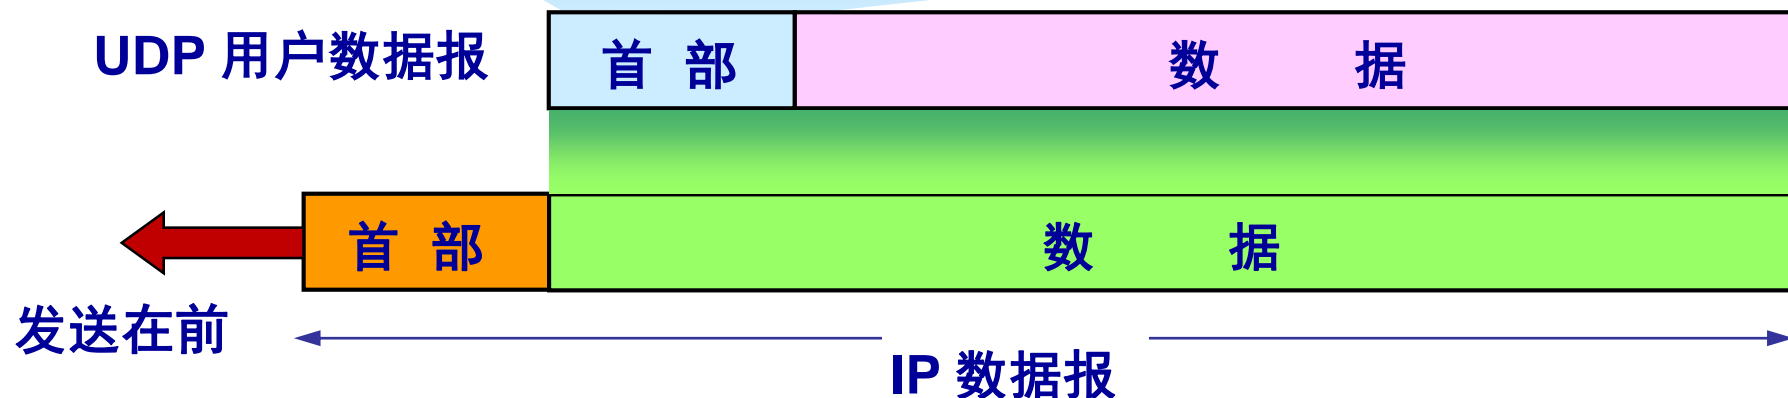 UDP 用户数据报
首 部
数 据
首 部
数 据
发送在前
IP 数据报